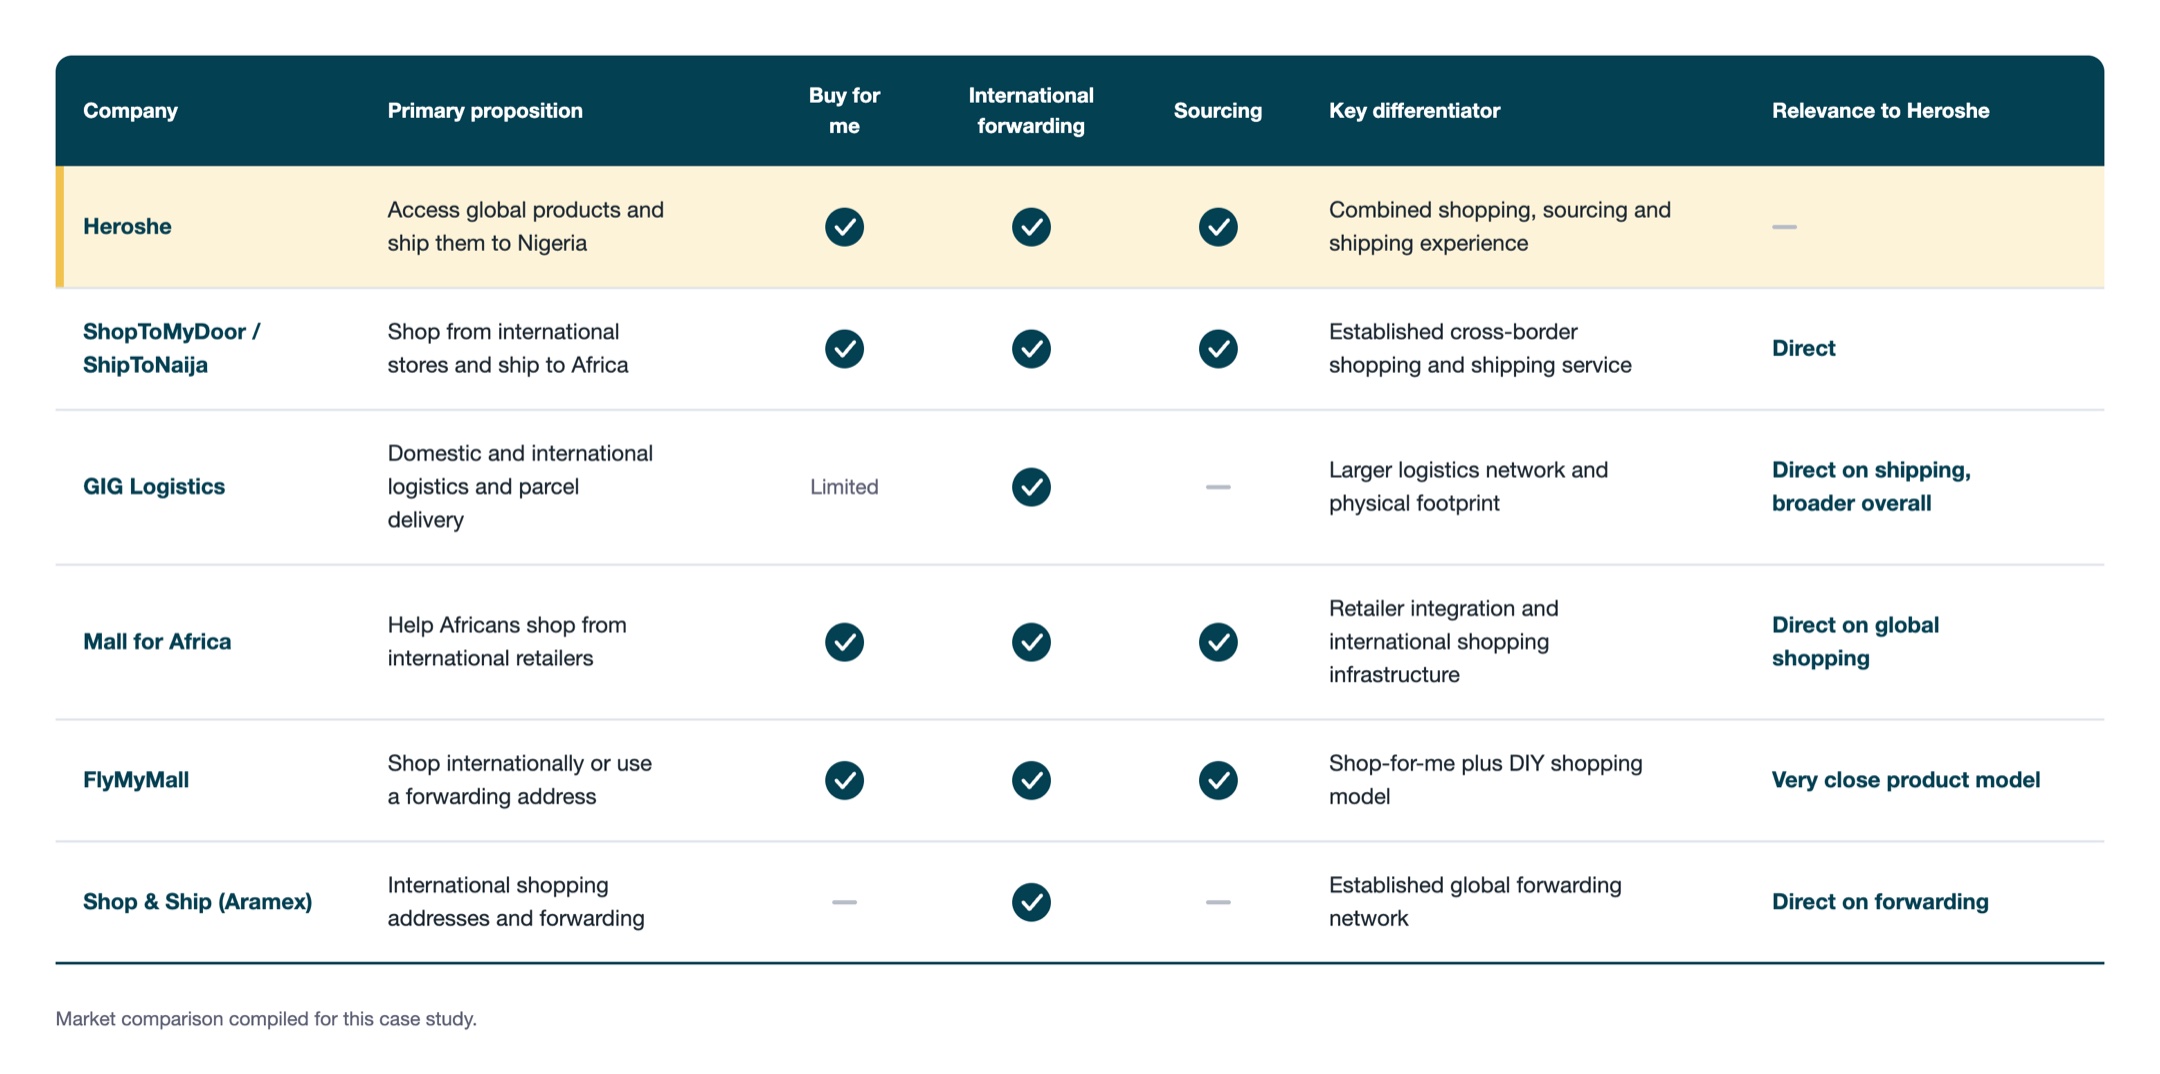 Company
Primary proposition
Buy for
me
International
forwarding
Sourcing
Key differentiator
Relevance to Heroshe
Heroshe
Access global products and
ship them to Nigeria
Combined shopping, sourcing and
shipping experience
—
ShopToMyDoor /
ShipToNaija
Shop from international
stores and ship to Africa
Established cross-border
shopping and shipping service
Direct
GIG Logistics
Domestic and international
logistics and parcel
delivery
Limited
—
Larger logistics network and
physical footprint
Direct on shipping,
broader overall
Mall for Africa
Help Africans shop from
international retailers
Retailer integration and
international shopping
infrastructure
Direct on global
shopping
FlyMyMall
Shop internationally or use
a forwarding address
Shop-for-me plus DIY shopping
model
Very close product model
Shop & Ship (Aramex)
International shopping
addresses and forwarding
—
—
Established global forwarding
network
Direct on forwarding
Market comparison compiled for this case study.